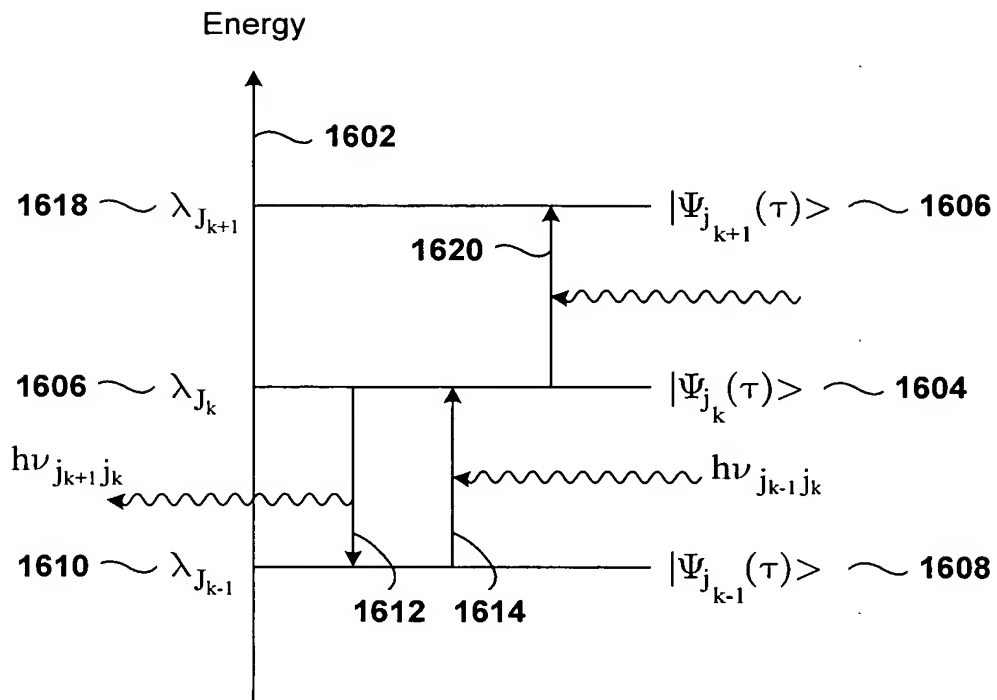 Energy
1602
1618 λ_{J_{k+1}} |Ψ_{j_{k+1}}(τ)> 1606
1620
1606 λ_{J_k} |Ψ_{j_k}(τ)> 1604
hν_{j_{k+1}j_k} hν_{j_{k-1}j_k}
1610 λ_{J_{k-1}} |Ψ_{j_{k-1}}(τ)> 1608
1612 1614